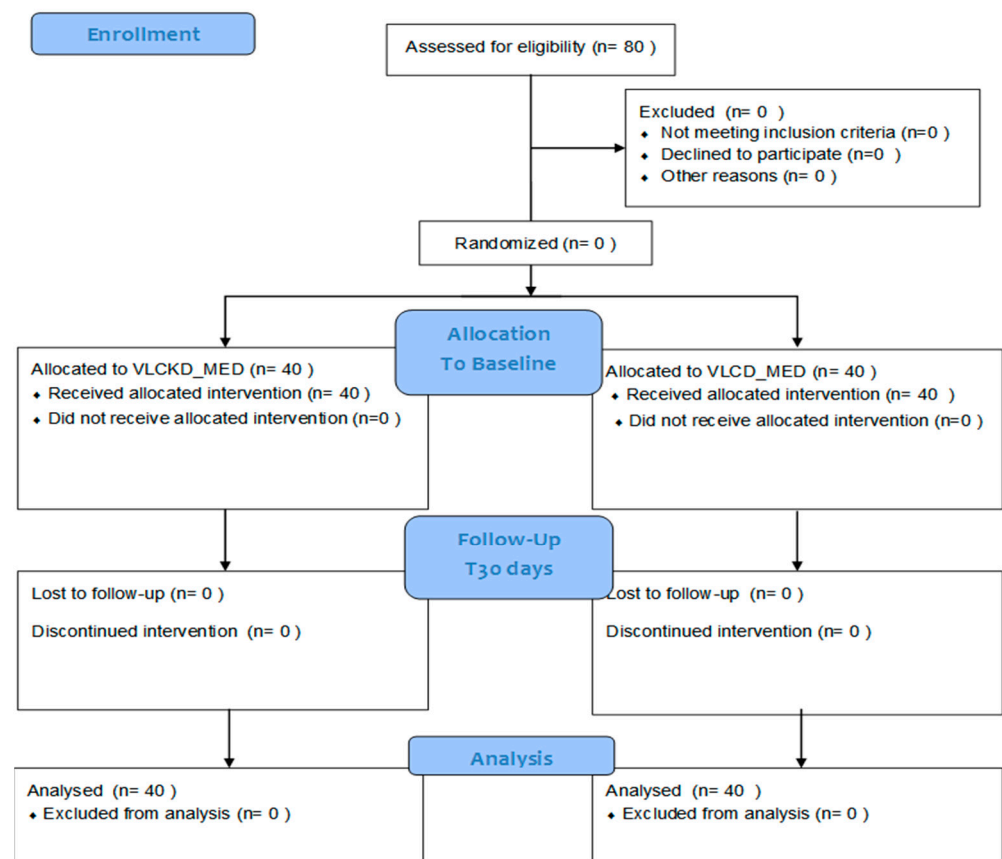 Enrollment
Assessed for eligibility (n= 80 )
Excluded (n= 0 )
⬥ Not meeting inclusion criteria (n=0 )
⬥ Declined to participate (n=0 )
⬥ Other reasons (n= 0 )
Randomized (n= 0 )
Allocation
To Baseline
Allocated to VLCKD_MED (n= 40 )
⬥ Received allocated intervention (n= 40 )
⬥ Did not receive allocated intervention (n=0 )
Allocated to VLCD_MED (n= 40 )
⬥ Received allocated intervention (n= 40 )
⬥ Did not receive allocated intervention (n=0 )
Follow-Up
T30 days
Lost to follow-up (n= 0 )
Discontinued intervention (n= 0 )
Lost to follow-up (n= 0 )
Discontinued intervention (n= 0 )
Analysis
Analysed (n= 40 )
⬥ Excluded from analysis (n= 0 )
Analysed (n= 40 )
⬥ Excluded from analysis (n= 0 )